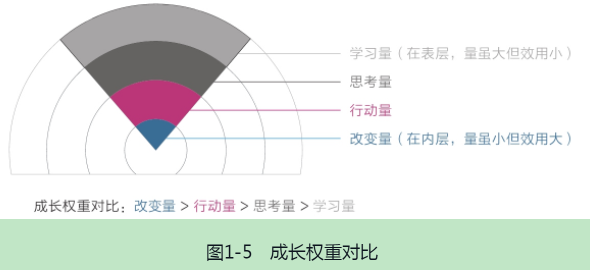 学习量（在表层，量虽大但效用小）
思考量
行动量
改变量（在内层，量虽小但效用大）
成长权重对比：改变量 > 行动量 > 思考量 > 学习量
图1-5 成长权重对比